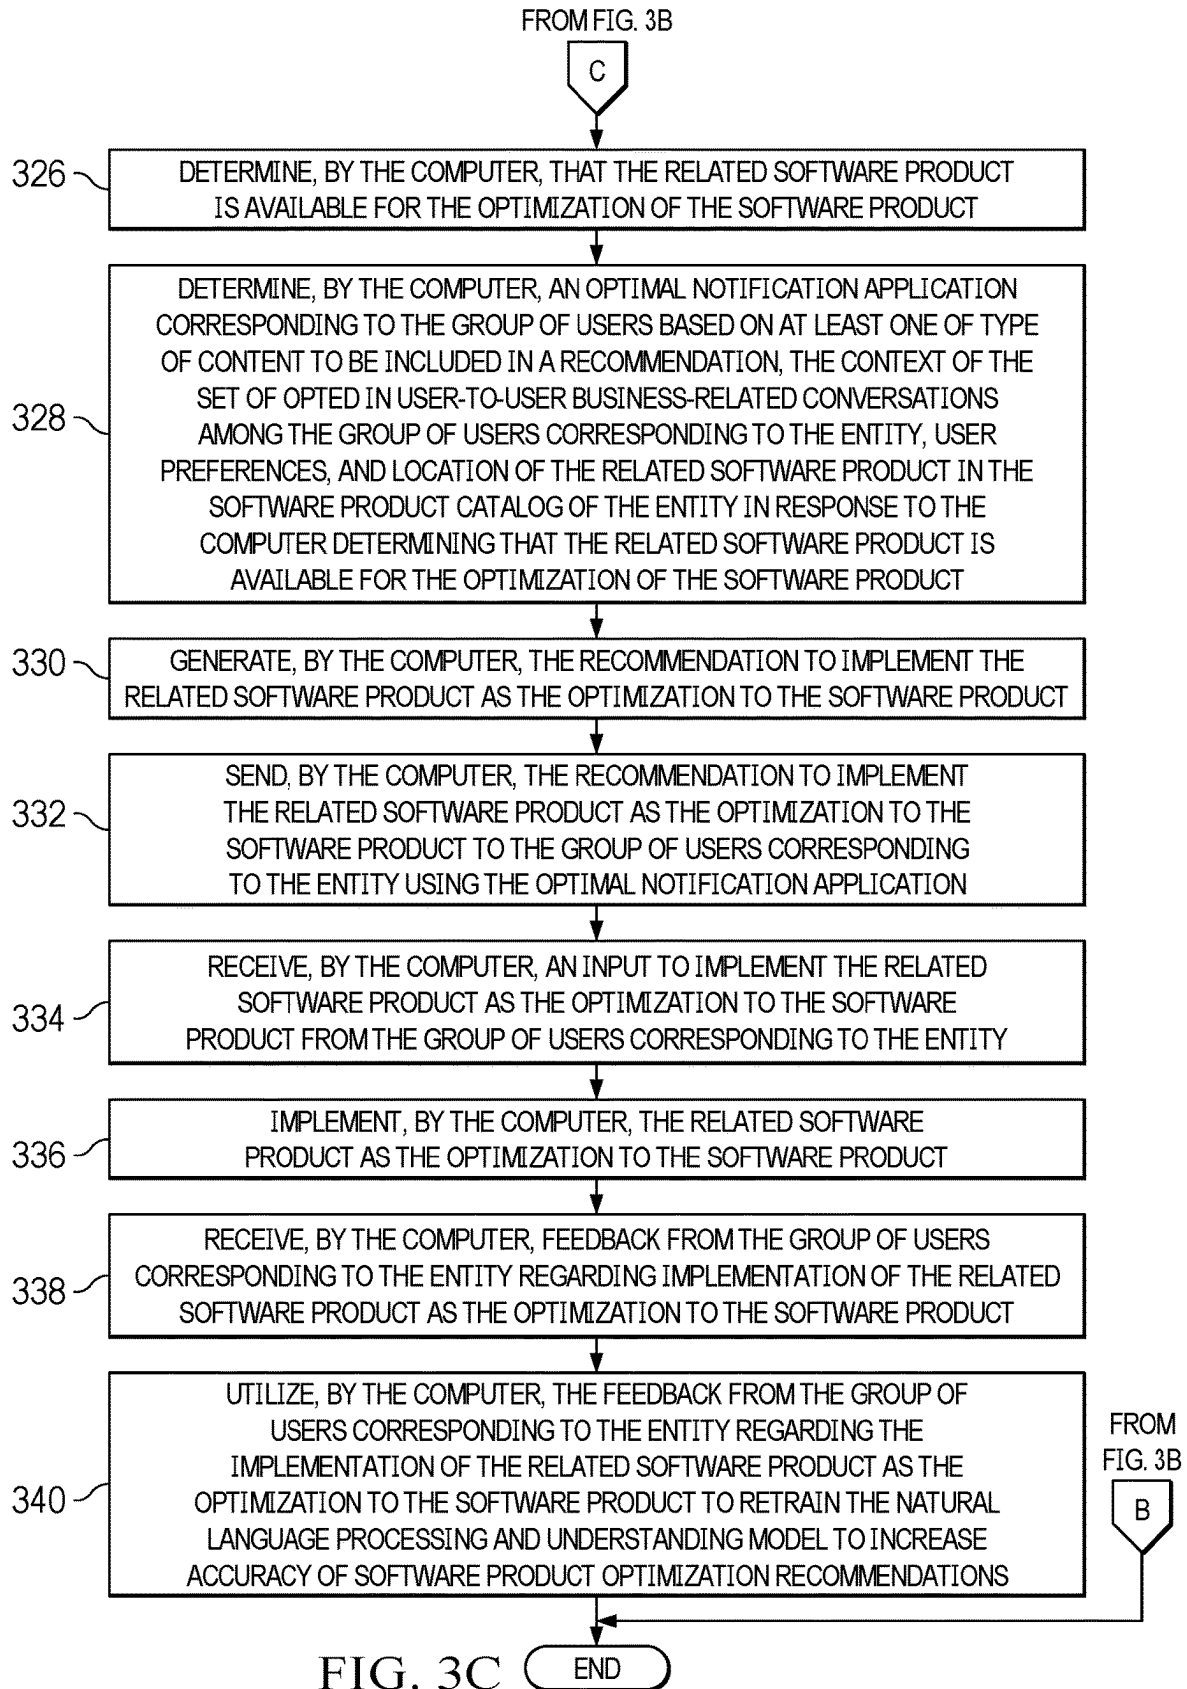 FROM FIG. 3B
C
326
DETERMINE, BY THE COMPUTER, THAT THE RELATED SOFTWARE PRODUCT
IS AVAILABLE FOR THE OPTIMIZATION OF THE SOFTWARE PRODUCT
328
DETERMINE, BY THE COMPUTER, AN OPTIMAL NOTIFICATION APPLICATION
CORRESPONDING TO THE GROUP OF USERS BASED ON AT LEAST ONE OF TYPE
OF CONTENT TO BE INCLUDED IN A RECOMMENDATION, THE CONTEXT OF THE
SET OF OPTED IN USER-TO-USER BUSINESS-RELATED CONVERSATIONS
AMONG THE GROUP OF USERS CORRESPONDING TO THE ENTITY, USER
PREFERENCES, AND LOCATION OF THE RELATED SOFTWARE PRODUCT IN THE
SOFTWARE PRODUCT CATALOG OF THE ENTITY IN RESPONSE TO THE
COMPUTER DETERMINING THAT THE RELATED SOFTWARE PRODUCT IS
AVAILABLE FOR THE OPTIMIZATION OF THE SOFTWARE PRODUCT
330
GENERATE, BY THE COMPUTER, THE RECOMMENDATION TO IMPLEMENT THE
RELATED SOFTWARE PRODUCT AS THE OPTIMIZATION TO THE SOFTWARE PRODUCT
332
SEND, BY THE COMPUTER, THE RECOMMENDATION TO IMPLEMENT
THE RELATED SOFTWARE PRODUCT AS THE OPTIMIZATION TO THE
SOFTWARE PRODUCT TO THE GROUP OF USERS CORRESPONDING
TO THE ENTITY USING THE OPTIMAL NOTIFICATION APPLICATION
334
RECEIVE, BY THE COMPUTER, AN INPUT TO IMPLEMENT THE RELATED
SOFTWARE PRODUCT AS THE OPTIMIZATION TO THE SOFTWARE
PRODUCT FROM THE GROUP OF USERS CORRESPONDING TO THE ENTITY
336
IMPLEMENT, BY THE COMPUTER, THE RELATED SOFTWARE
PRODUCT AS THE OPTIMIZATION TO THE SOFTWARE PRODUCT
338
RECEIVE, BY THE COMPUTER, FEEDBACK FROM THE GROUP OF USERS
CORRESPONDING TO THE ENTITY REGARDING IMPLEMENTATION OF THE RELATED
SOFTWARE PRODUCT AS THE OPTIMIZATION TO THE SOFTWARE PRODUCT
340
UTILIZE, BY THE COMPUTER, THE FEEDBACK FROM THE GROUP OF
USERS CORRESPONDING TO THE ENTITY REGARDING THE
IMPLEMENTATION OF THE RELATED SOFTWARE PRODUCT AS THE
OPTIMIZATION TO THE SOFTWARE PRODUCT TO RETRAIN THE NATURAL
LANGUAGE PROCESSING AND UNDERSTANDING MODEL TO INCREASE
ACCURACY OF SOFTWARE PRODUCT OPTIMIZATION RECOMMENDATIONS
FROM
FIG. 3B
B
FIG. 3C
END